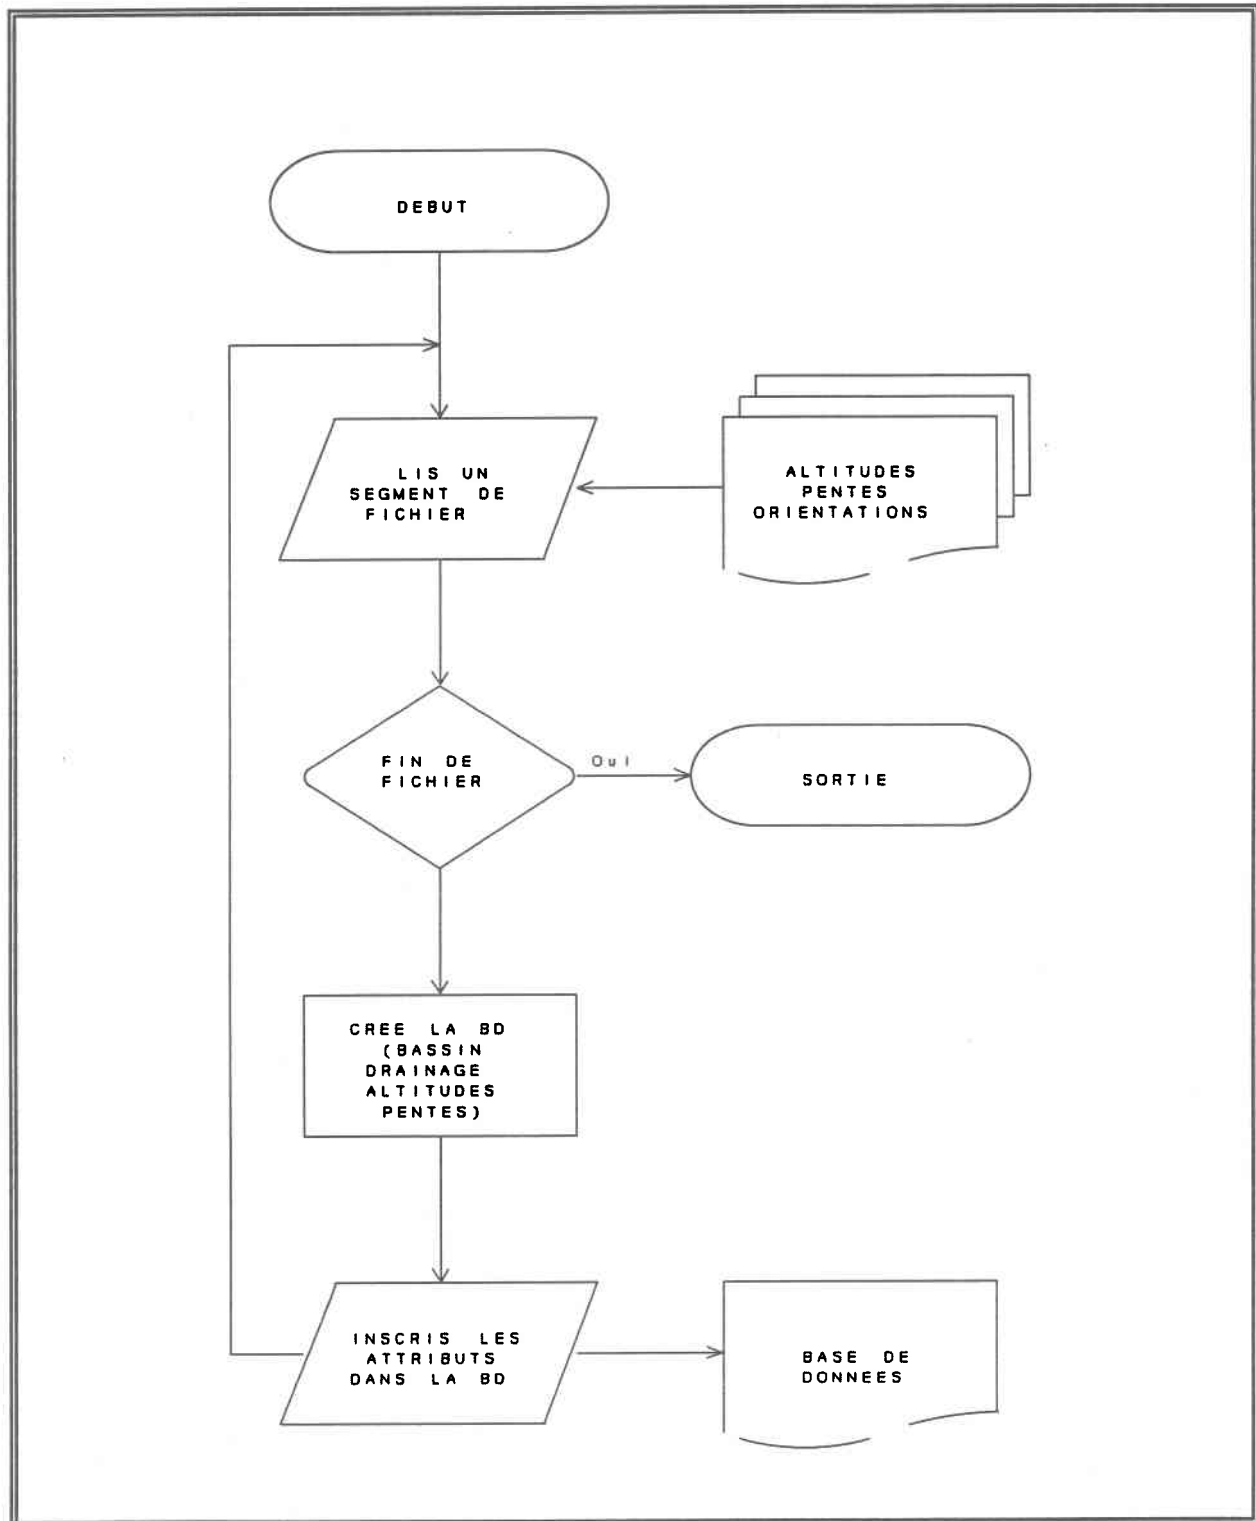 DEBUT
LIS UN
SEGMENT DE
FICHIER
ALTITUDES
PENTES
ORIENTATIONS
FIN DE
FICHIER
Oui
SORTIE
CREE LA BD
(BASSIN
DRAINAGE
ALTITUDES
PENTES)
INSCRIS LES
ATTRIBUTS
DANS LA BD
BASE DE
DONNEES